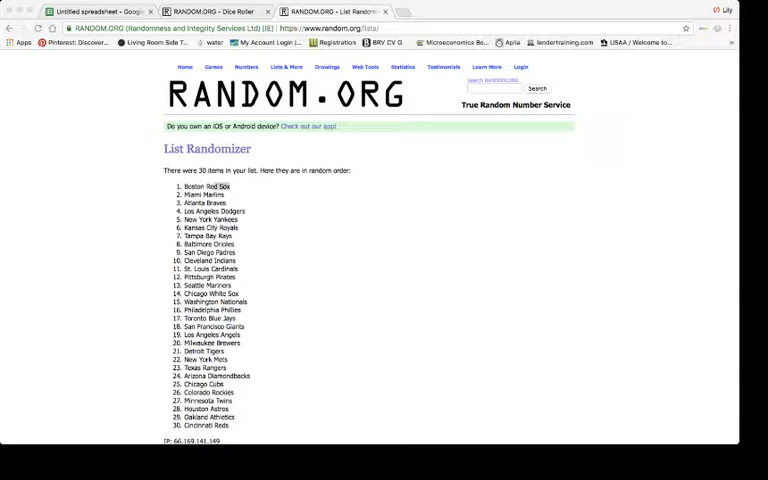 Untitled spreadsheet - Google
RANDOM.ORG - Dice Roller
RANDOM.ORG - List Random
Lily
RANDOM.ORG (Randomness and Integrity Services Ltd) [IE] https://www.random.org/lists/
Apps Pinterest: Discover... Living Room Side T... water My Account Login |... Registration BRV CV G Microeconomics Bo... Aplia lendertraining.com USAA / Welcome to...
Home Games Numbers Lists & More Drawings Web Tools Statistics Testimonials Learn More Login
RANDOM.ORG
Search RANDOM.ORG
Search
True Random Number Service
Do you own an iOS or Android device? Check out our app!
List Randomizer
There were 30 items in your list. Here they are in random order:
1. Boston Red Sox
2. Miami Marlins
3. Atlanta Braves
4. Los Angeles Dodgers
5. New York Yankees
6. Kansas City Royals
7. Tampa Bay Rays
8. Baltimore Orioles
9. San Diego Padres
10. Cleveland Indians
11. St. Louis Cardinals
12. Pittsburgh Pirates
13. Seattle Mariners
14. Chicago White Sox
15. Washington Nationals
16. Philadelphia Phillies
17. Toronto Blue Jays
18. San Francisco Giants
19. Los Angeles Angels
20. Milwaukee Brewers
21. Detroit Tigers
22. New York Mets
23. Texas Rangers
24. Arizona Diamondbacks
25. Chicago Cubs
26. Colorado Rockies
27. Minnesota Twins
28. Houston Astros
29. Oakland Athletics
30. Cincinnati Reds
IP: 66.169.141.149